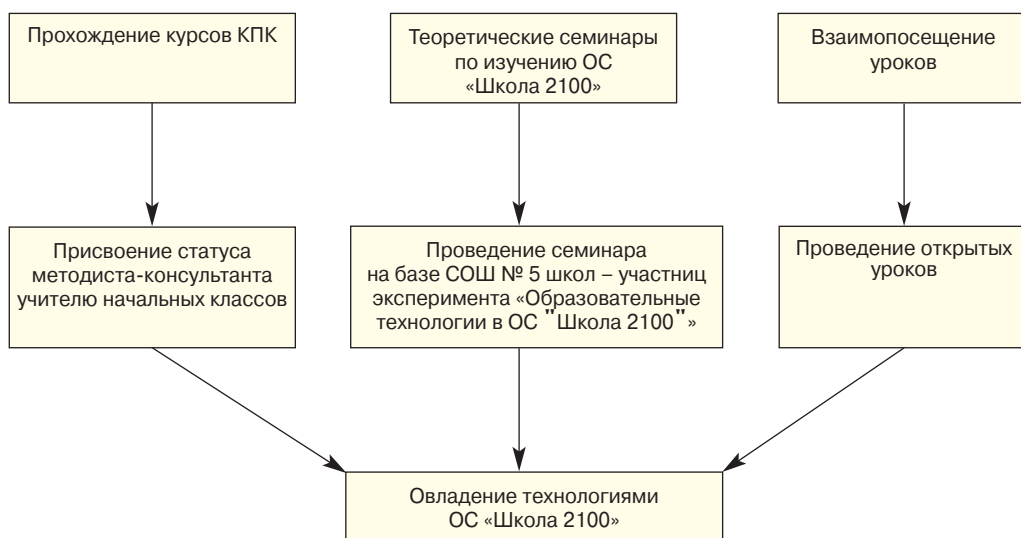 Прохождение курсов КПК
Теоретические семинары
по изучению ОС
«Школа 2100»
Взаимопосещение
уроков
Присвоение статуса
методиста-консультанта
учителю начальных классов
Проведение семинара
на базе СОШ № 5 школ – участниц
эксперимента «Образовательные
технологии в ОС "Школа 2100"»
Проведение открытых
уроков
Овладение технологиями
ОС «Школа 2100»